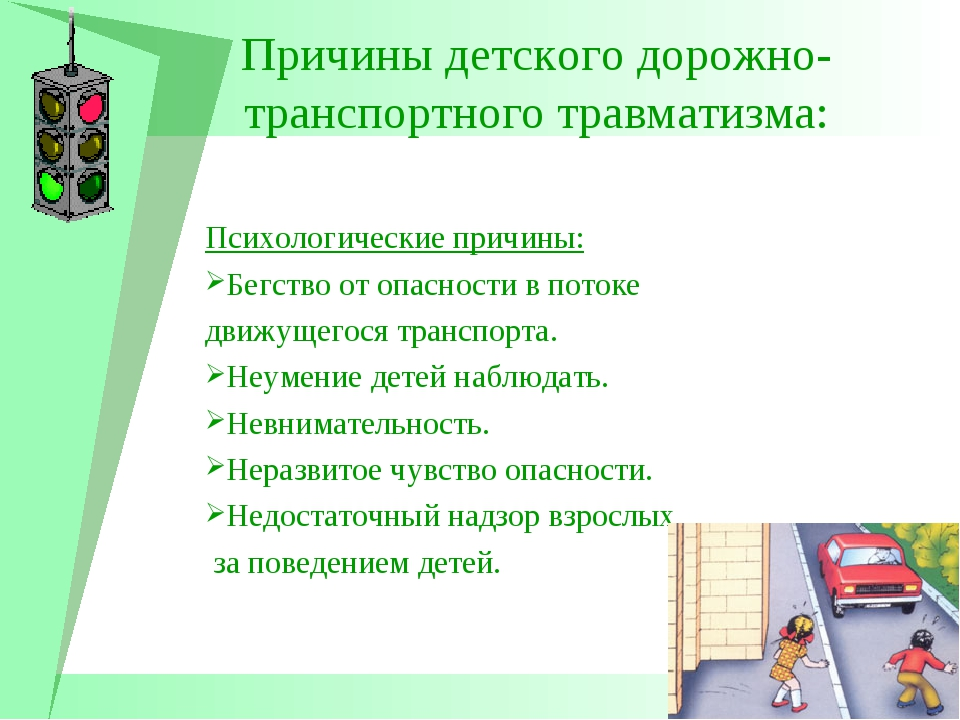 Причины детского дорожно-
транспортного травматизма:
Психологические причины:
Бегство от опасности в потоке
движущегося транспорта.
Неумение детей наблюдать.
Невнимательность.
Неразвитое чувство опасности.
Недостаточный надзор взрослых
за поведением детей.